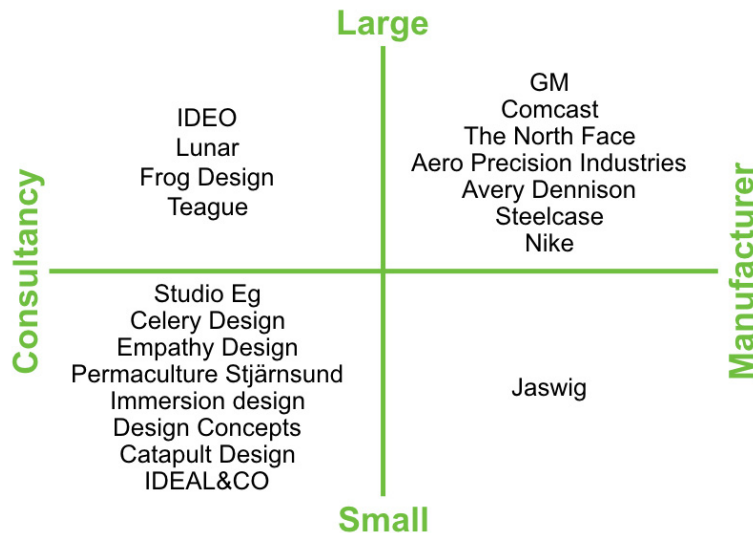 Large
IDEO
Lunar
Frog Design
Teague
GM
Comcast
The North Face
Aero Precision Industries
Avery Dennison
Steelcase
Nike
Consultancy
Manufacturer
Studio Eg
Celery Design
Empathy Design
Permaculture Stjärnsund
Immersion design
Design Concepts
Catapult Design
IDEAL&CO
Jaswig
Small